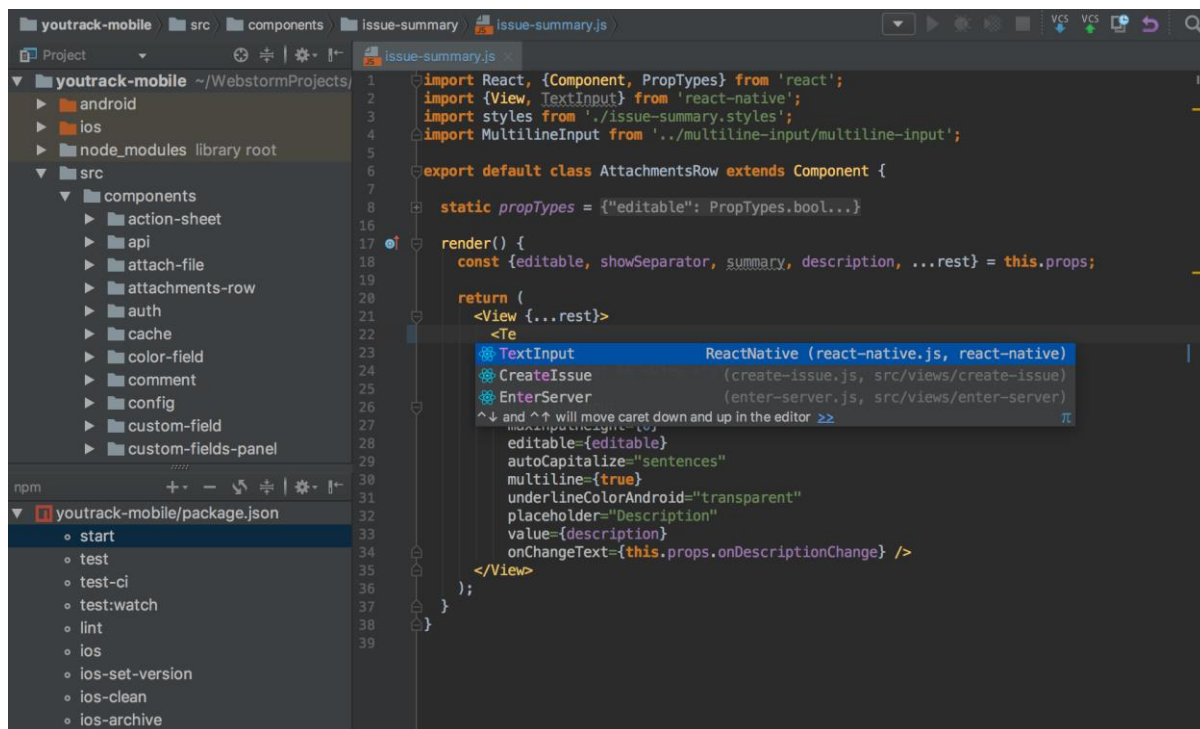 youtrack-mobile src components issue-summary issue-summary.js
VCS VCS
Project
issue-summary.js
youtrack-mobile ~/WebstormProjects/
android
ios
node_modules library root
src
components
action-sheet
api
attach-file
attachments-row
auth
cache
color-field
comment
config
custom-field
custom-fields-panel
npm
youtrack-mobile/package.json
start
test
test-ci
test:watch
lint
ios
ios-set-version
ios-clean
ios-archive
1 import React, {Component, PropTypes} from 'react';
2 import {View, TextInput} from 'react-native';
3 import styles from './issue-summary.styles';
4 import MultilineInput from '../multiline-input/multiline-input';
5
6 export default class AttachmentsRow extends Component {
7
8 static propTypes = {"editable": PropTypes.bool...}
16
17 render() {
18 const {editable, showSeparator, summary, description, ...rest} = this.props;
19
20 return (
21 <View {...rest}>
22 <Te
23 TextInput ReactNative (react-native.js, react-native)
24 CreateIssue (create-issue.js, src/views/create-issue)
25 EnterServer (enter-server.js, src/views/enter-server)
26 ^↓ and ^↑ will move caret down and up in the editor >> π
27 maxInputHeight={0}
28 editable={editable}
29 autoCapitalize="sentences"
30 multiline={true}
31 underlineColorAndroid="transparent"
32 placeholder="Description"
33 value={description}
34 onChangeText={this.props.onDescriptionChange} />
35 </View>
36 );
37 }
38 }
39